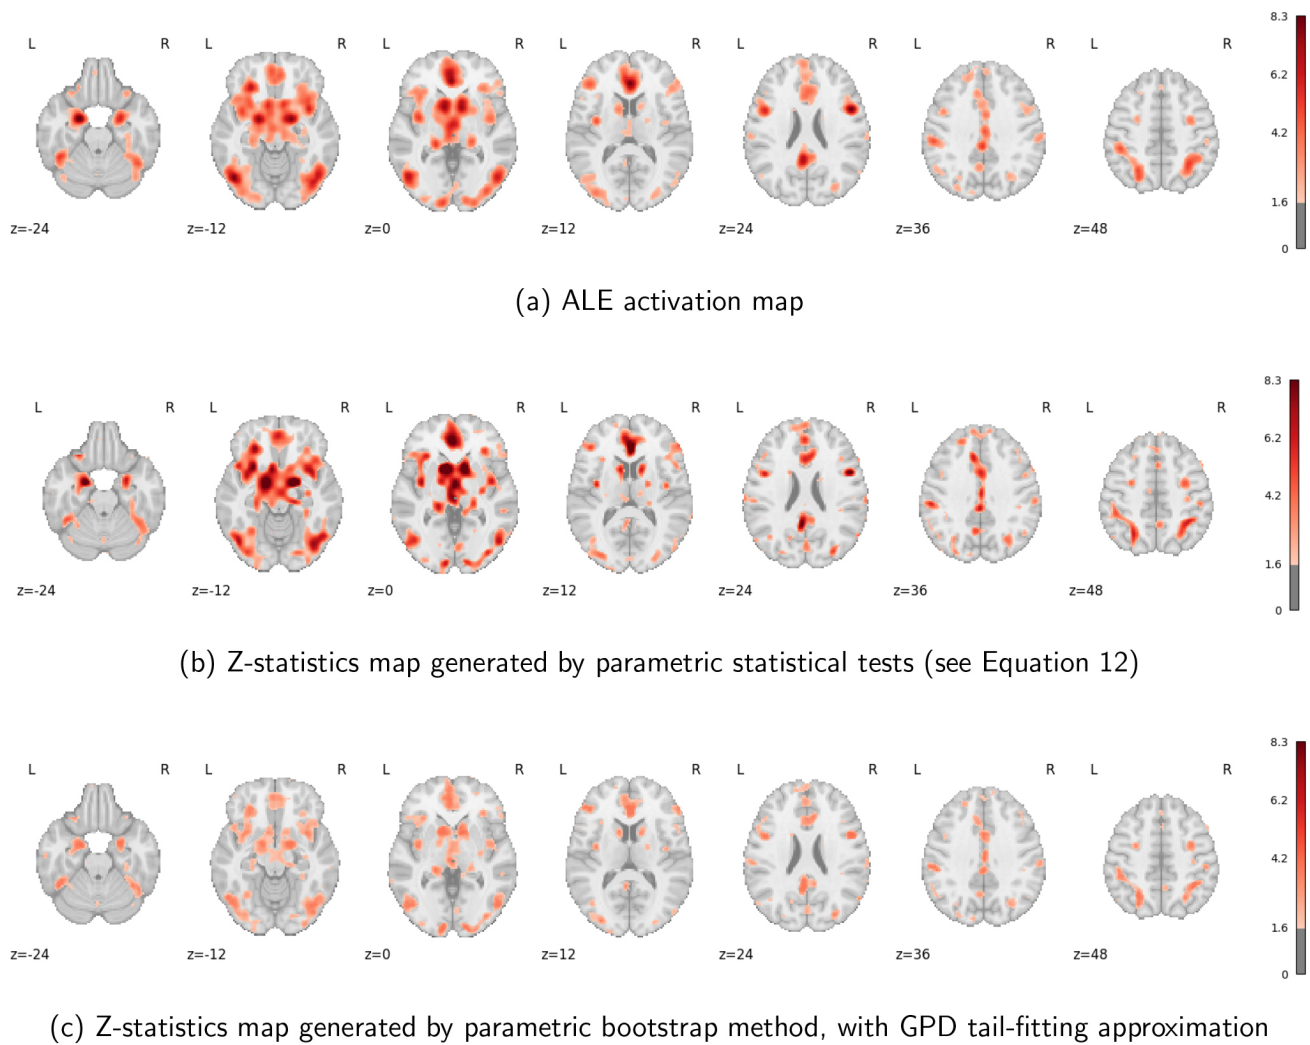 L R L R L R L R L R L R L R 8.3
6.2
4.2
1.6
0
z=-24 z=-12 z=0 z=12 z=24 z=36 z=48
(a) ALE activation map
L R L R L R L R L R L R L R 8.3
6.2
4.2
1.6
0
z=-24 z=-12 z=0 z=12 z=24 z=36 z=48
(b) Z-statistics map generated by parametric statistical tests (see Equation 12)
L R L R L R L R L R L R L R 8.3
6.2
4.2
1.6
0
z=-24 z=-12 z=0 z=12 z=24 z=36 z=48
(c) Z-statistics map generated by parametric bootstrap method, with GPD tail-fitting approximation